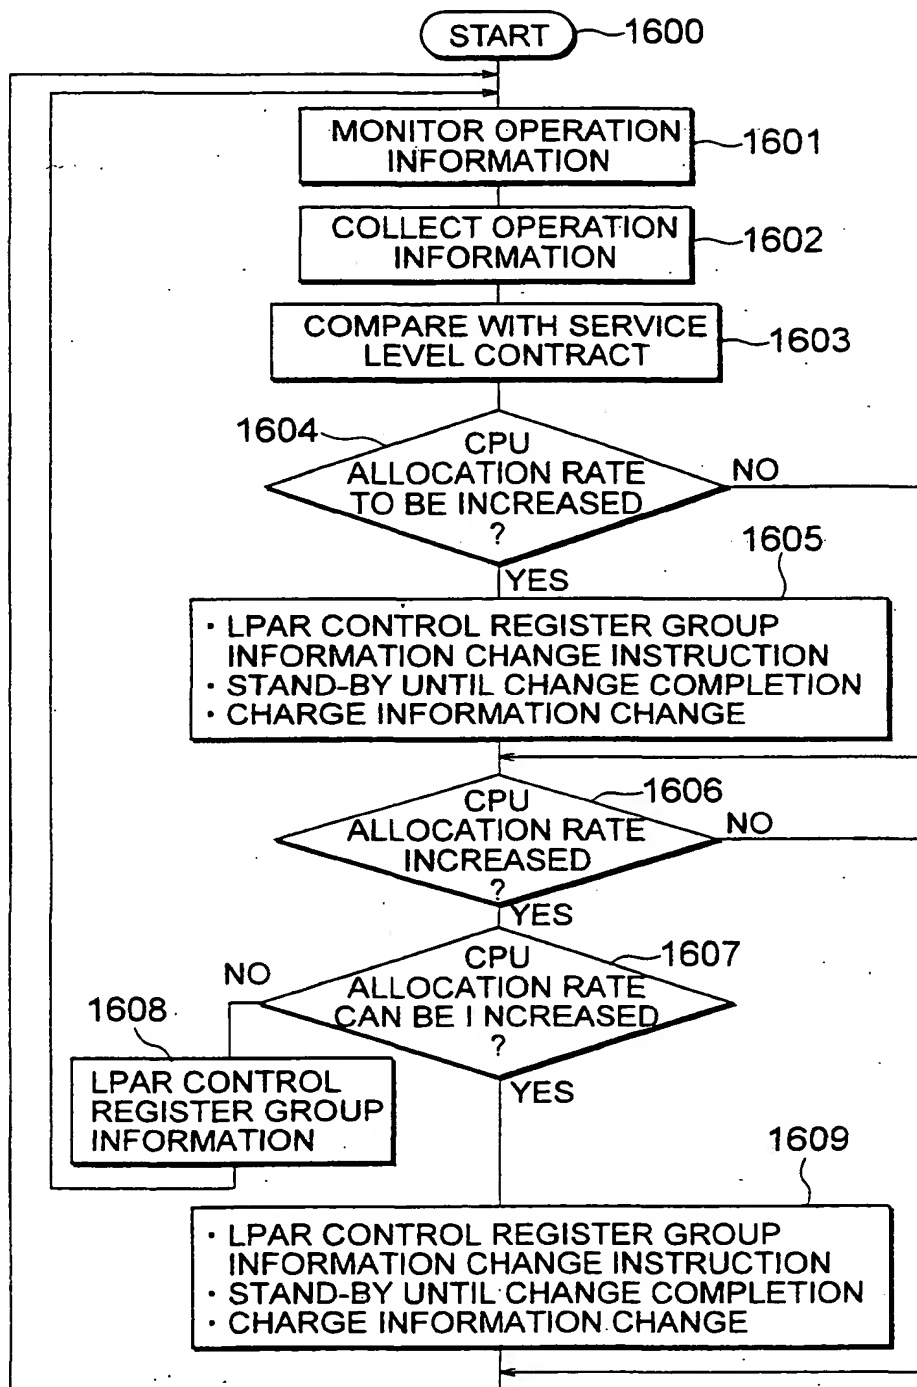 START
1600
MONITOR OPERATION
INFORMATION
1601
COLLECT OPERATION
INFORMATION
1602
COMPARE WITH SERVICE
LEVEL CONTRACT
1603
1604
CPU
ALLOCATION RATE
TO BE INCREASED
?
NO
YES
1605
· LPAR CONTROL REGISTER GROUP
INFORMATION CHANGE INSTRUCTION
· STAND-BY UNTIL CHANGE COMPLETION
· CHARGE INFORMATION CHANGE
1606
CPU
ALLOCATION RATE
INCREASED
?
NO
YES
1607
CPU
ALLOCATION RATE
CAN BE I NCREASED
?
NO
YES
1608
LPAR CONTROL
REGISTER GROUP
INFORMATION
1609
· LPAR CONTROL REGISTER GROUP
INFORMATION CHANGE INSTRUCTION
· STAND-BY UNTIL CHANGE COMPLETION
· CHARGE INFORMATION CHANGE